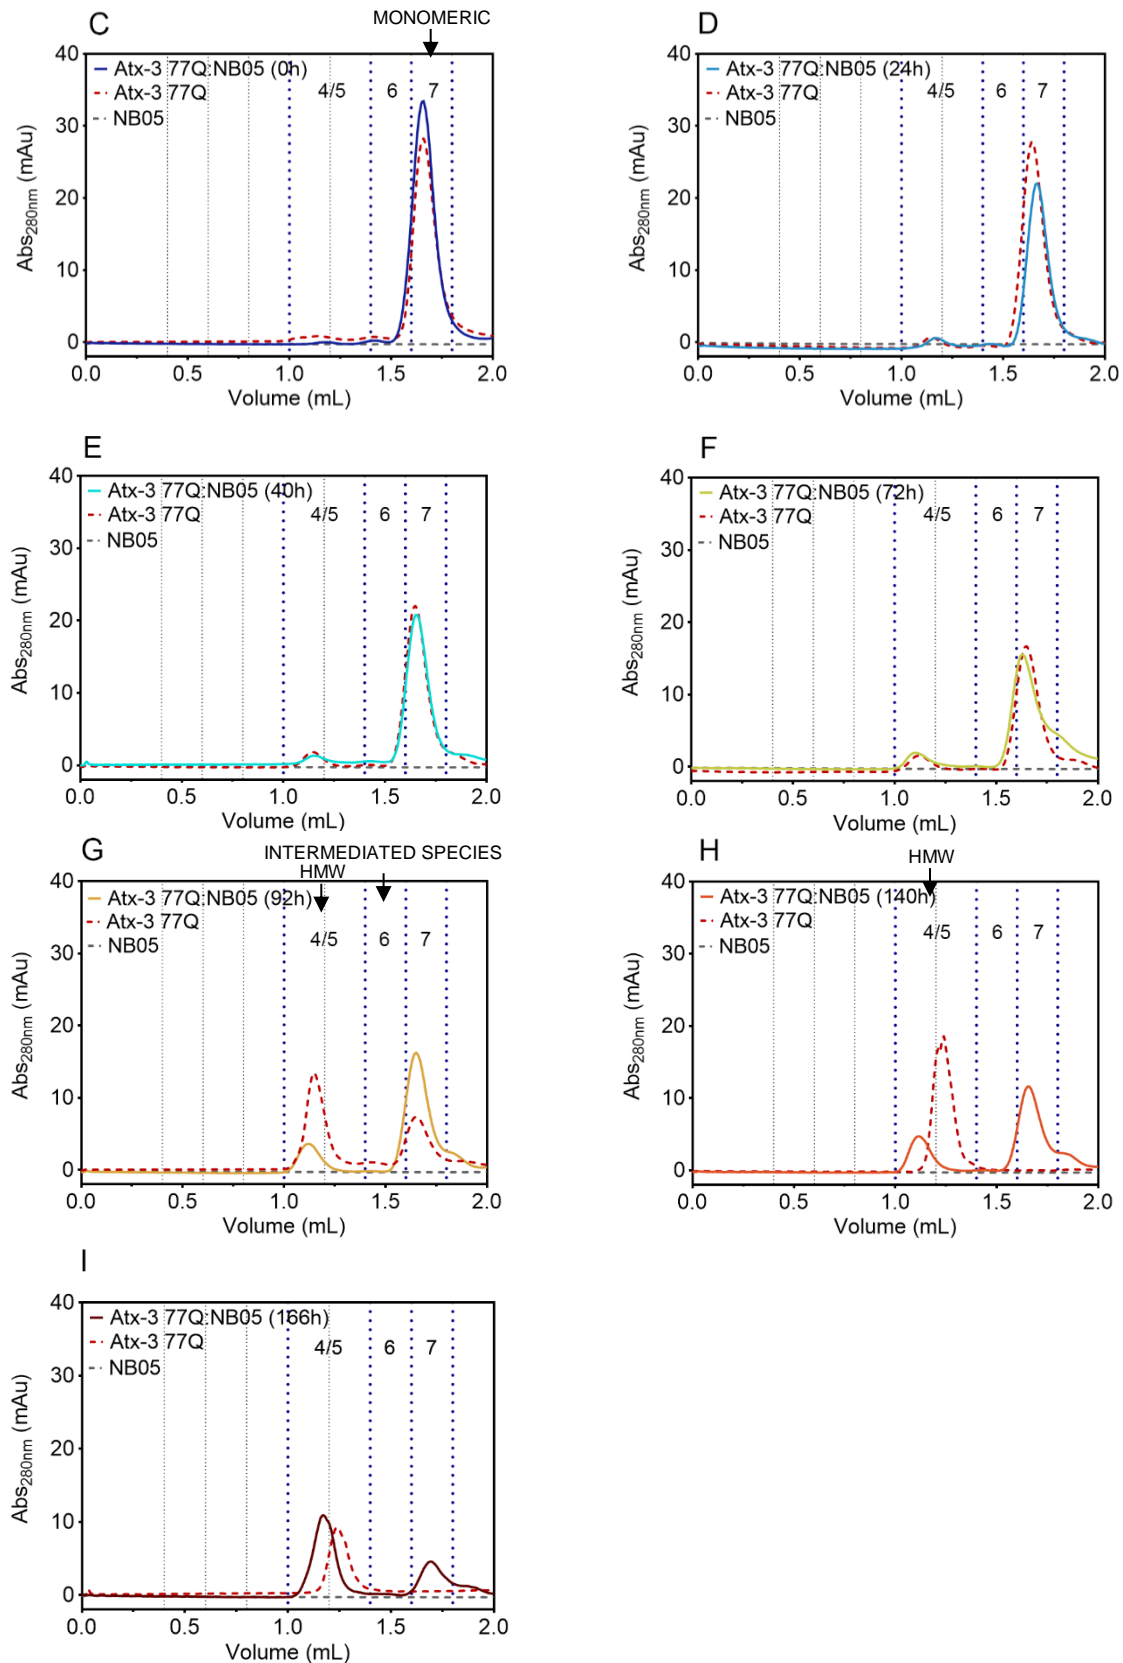 C
MONOMERIC
Atx-3 77Q:NB05 (0h)
Atx-3 77Q
NB05
4/5 6 7
40
30
20
10
0
Abs280nm (mAu)
0.0 0.5 1.0 1.5 2.0
Volume (mL)
D
Atx-3 77Q:NB05 (24h)
Atx-3 77Q
NB05
4/5 6 7
40
30
20
10
0
Abs280nm (mAu)
0.0 0.5 1.0 1.5 2.0
Volume (mL)
E
Atx-3 77Q:NB05 (40h)
Atx-3 77Q
NB05
4/5 6 7
40
30
20
10
0
Abs280nm (mAu)
0.0 0.5 1.0 1.5 2.0
Volume (mL)
F
Atx-3 77Q:NB05 (72h)
Atx-3 77Q
NB05
4/5 6 7
40
30
20
10
0
Abs280nm (mAu)
0.0 0.5 1.0 1.5 2.0
Volume (mL)
G
INTERMEDIATED SPECIES
HMW
Atx-3 77Q:NB05 (92h)
Atx-3 77Q
NB05
4/5 6 7
40
30
20
10
0
Abs280nm (mAu)
0.0 0.5 1.0 1.5 2.0
Volume (mL)
H
HMW
Atx-3 77Q:NB05 (140h)
Atx-3 77Q
NB05
4/5 6 7
40
30
20
10
0
Abs280nm (mAu)
0.0 0.5 1.0 1.5 2.0
Volume (mL)
I
Atx-3 77Q:NB05 (166h)
Atx-3 77Q
NB05
4/5 6 7
40
30
20
10
0
Abs280nm (mAu)
0.0 0.5 1.0 1.5 2.0
Volume (mL)